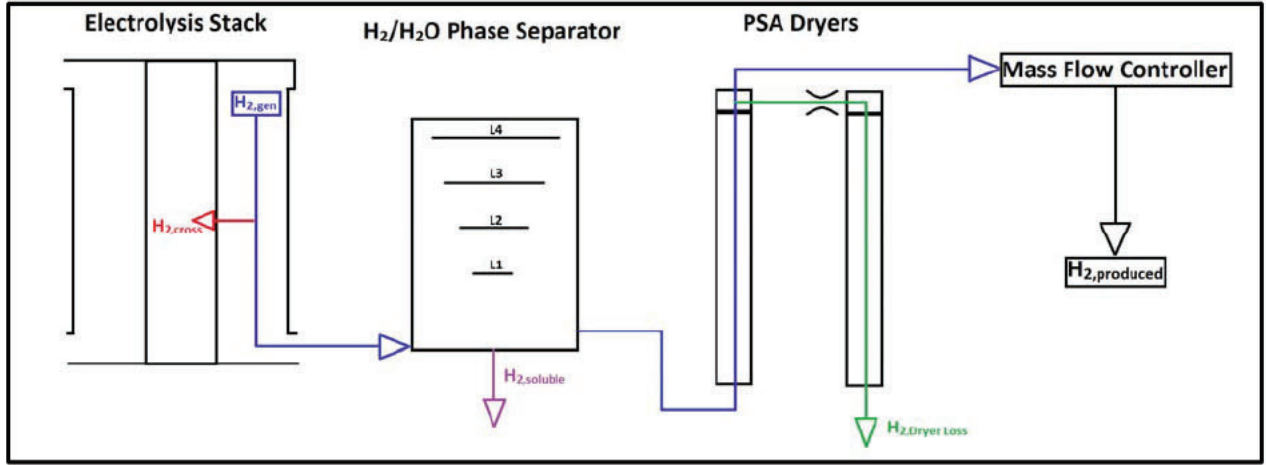 Electrolysis Stack
H₂/H₂O Phase Separator
PSA Dryers
H₂,gen
Mass Flow Controller
L4
L3
L2
L1
H₂,cross
H₂,produced
H₂,soluble
H₂,Dryer Loss